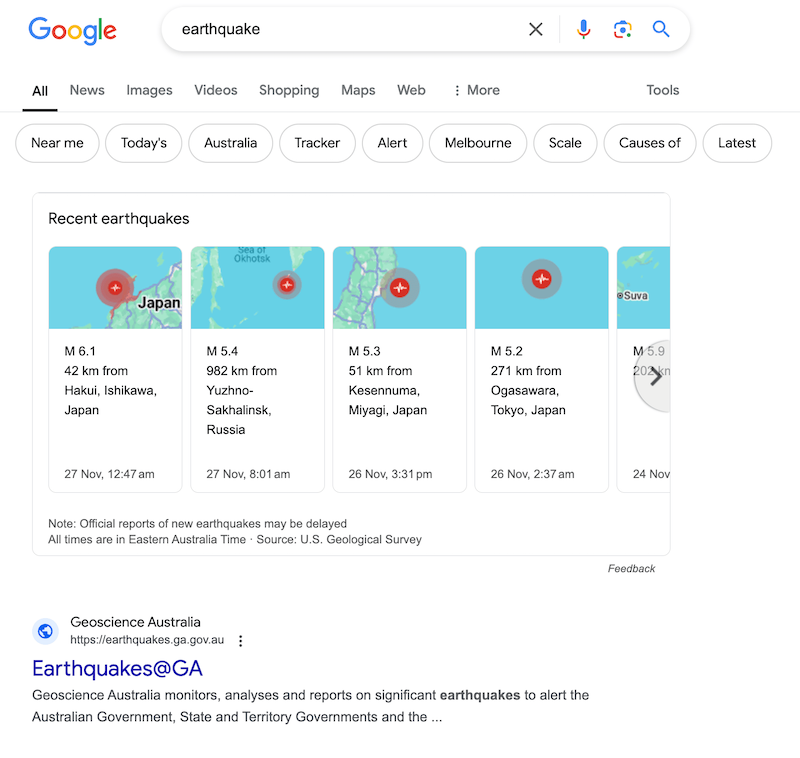 Google
earthquake
All
News
Images
Videos
Shopping
Maps
Web
More
Tools
Near me
Today's
Australia
Tracker
Alert
Melbourne
Scale
Causes of
Latest
Recent earthquakes
Japan
M 6.1
42 km from
Hakui, Ishikawa,
Japan
27 Nov, 12:47 am
Sea of
Okhotsk
M 5.4
982 km from
Yuzhno-
Sakhalinsk,
Russia
27 Nov, 8:01 am
M 5.3
51 km from
Kesennuma,
Miyagi, Japan
26 Nov, 3:31 pm
M 5.2
271 km from
Ogasawara,
Tokyo, Japan
26 Nov, 2:37 am
Suva
M 5.9
202 km
24 Nov
Note: Official reports of new earthquakes may be delayed
All times are in Eastern Australia Time · Source: U.S. Geological Survey
Feedback
Geoscience Australia
https://earthquakes.ga.gov.au
Earthquakes@GA
Geoscience Australia monitors, analyses and reports on significant earthquakes to alert the
Australian Government, State and Territory Governments and the ...